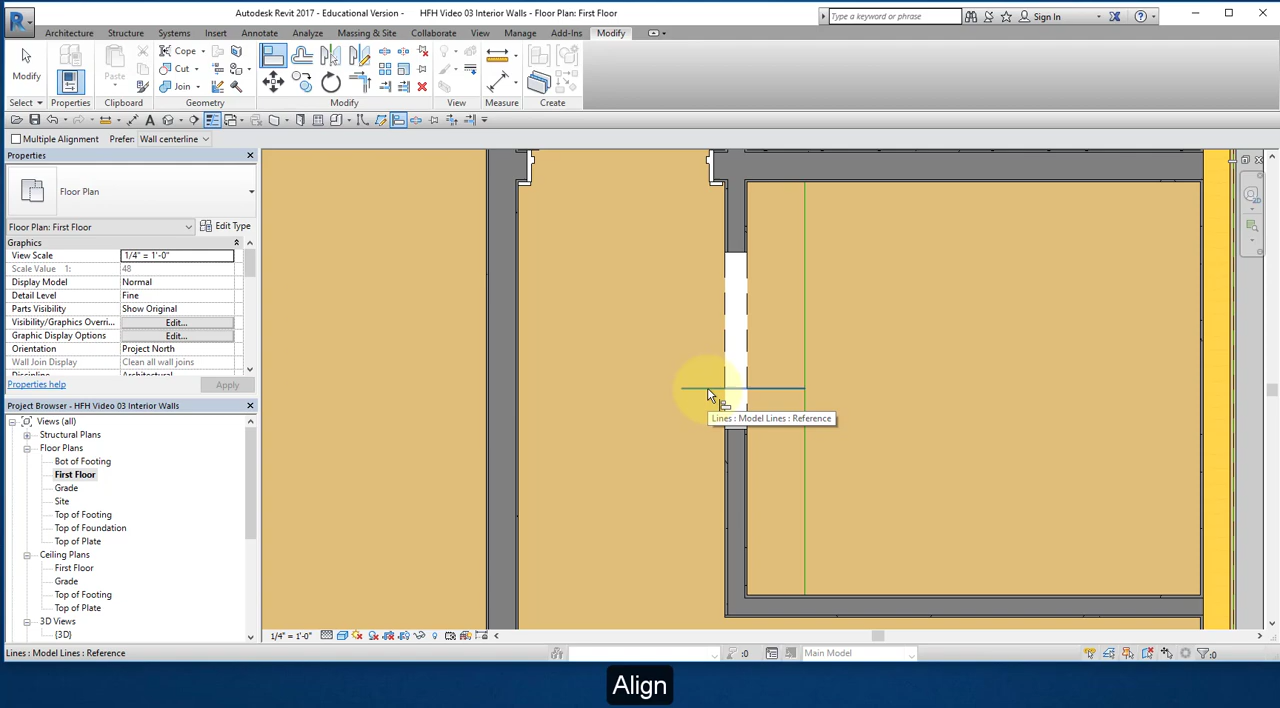 Autodesk Revit 2017 - Educational Version - HFH Video 03 Interior Walls - Floor Plan: First Floor
Type a keyword or phrase
Sign In
Architecture Structure Systems Insert Annotate Analyze Massing & Site Collaborate View Manage Add-Ins Modify
Modify
Paste
Cope
Cut
Join
Select Properties Clipboard Geometry Modify View Measure Create
Multiple Alignment Prefer: Wall centerline
Properties
Floor Plan
Floor Plan: First Floor Edit Type
Graphics
View Scale 1/4" = 1'-0"
Scale Value 1: 48
Display Model Normal
Detail Level Fine
Parts Visibility Show Original
Visibility/Graphics Overri... Edit...
Graphic Display Options Edit...
Orientation Project North
Wall Join Display Clean all wall joins
Discipline Architectural
Properties help Apply
Project Browser - HFH Video 03 Interior Walls
Views (all)
Structural Plans
Floor Plans
Bot of Footing
First Floor
Grade
Site
Top of Footing
Top of Foundation
Top of Plate
Ceiling Plans
First Floor
Grade
Top of Footing
Top of Plate
3D Views
{3D}
Lines : Model Lines : Reference
1/4" = 1'-0"
Lines : Model Lines : Reference
:0
Main Model
:0
Align